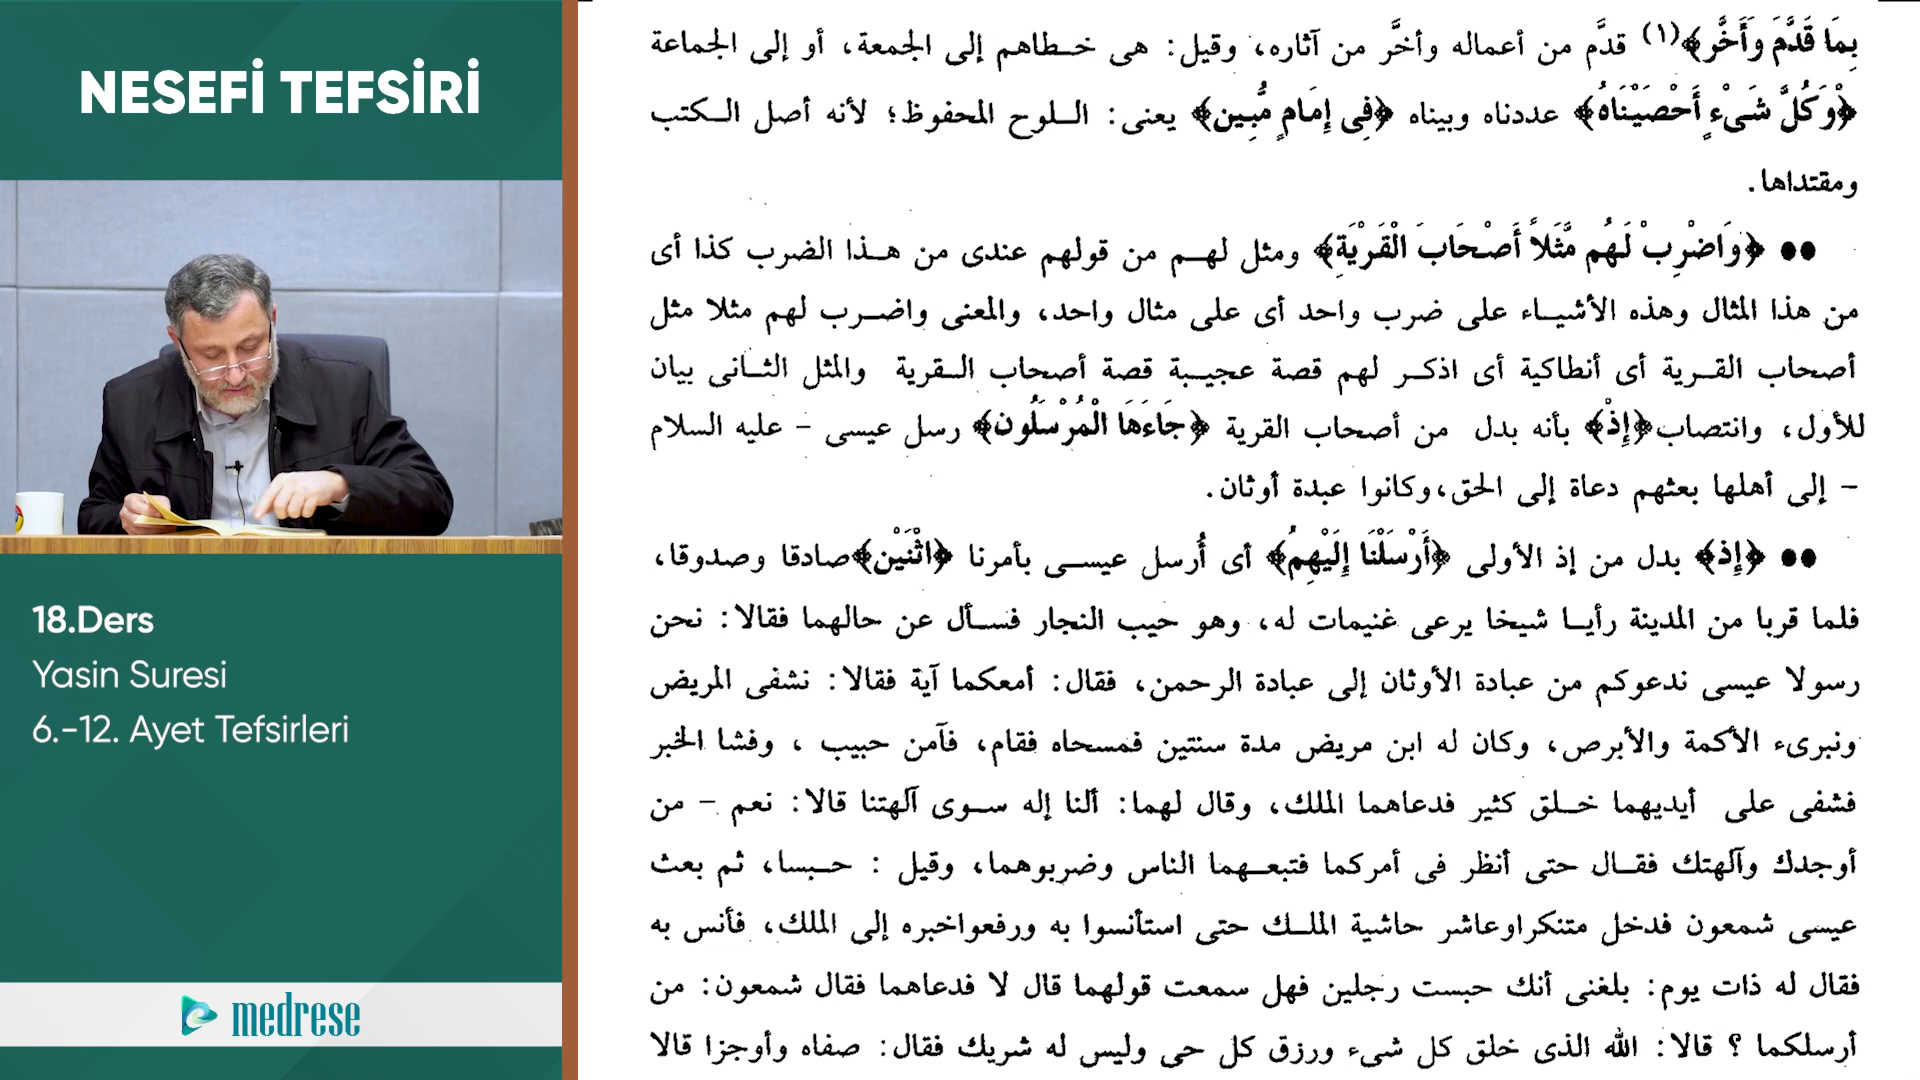 NESEFİ TEFSİRİ
18.Ders
Yasin Suresi
6.-12. Ayet Tefsirleri
medrese
بِمَا قَدَّمَ وَأَخَّر﴾(١) قدَّم من أعماله وأخَّر من آثاره، وقيل: هى خطاهم إلى الجمعة، أو إلى الجماعة
﴿وَكُلَّ شَىْءٍ أَحْصَيْنَاهُ﴾ عددناه وبيناه ﴿فِى إِمَامٍ مُّبِين﴾ يعنى: اللوح المحفوظ؛ لأنه أصل الكتب
ومقتداها.
●● ﴿وَاضْرِبْ لَهُم مَّثَلاً أَصْحَابَ الْقَرْيَةِ﴾ ومثل لهم من قولهم عندى من هذا الضرب كذا أى
من هذا المثال وهذه الأشياء على ضرب واحد أى على مثال واحد، والمعنى واضرب لهم مثلا مثل
أصحاب القرية أى أنطاكية أى اذكر لهم قصة عجيبة قصة أصحاب القرية والمثل الثانى بيان
للأول، وانتصاب﴿إِذْ﴾ بأنه بدل من أصحاب القرية ﴿جَاءَهَا الْمُرْسَلُون﴾ رسل عيسى – عليه السلام
– إلى أهلها بعثهم دعاة إلى الحق،وكانوا عبدة أوثان.
●● ﴿إِذ﴾ بدل من إذ الأولى ﴿أَرْسَلْنَا إِلَيْهِمُ﴾ أى أُرسل عيسى بأمرنا ﴿اثْنَيْن﴾صادقا وصدوقا،
فلما قربا من المدينة رأيا شيخا يرعى غنيمات له، وهو حيب النجار فسأل عن حالهما فقالا: نحن
رسولا عيسى ندعوكم من عبادة الأوثان إلى عبادة الرحمن، فقال: أمعكما آية فقالا: نشفى المريض
ونبرىء الأكمة والأبرص، وكان له ابن مريض مدة سنتين فمسحاه فقام، فآمن حبيب ، وفشا الخبر
فشفى على أيديهما خلق كثير فدعاهما الملك، وقال لهما: ألنا إله سوى آلهتنا قالا: نعم – من
أوجدك وآلهتك فقال حتى أنظر فى أمركما فتبعهما الناس وضربوهما، وقيل : حبسا، ثم بعث
عيسى شمعون فدخل متنكراوعاشر حاشية الملك حتى استأنسوا به ورفعواخبره إلى الملك، فأنس به
فقال له ذات يوم: بلغنى أنك حبست رجلين فهل سمعت قولهما قال لا فدعاهما فقال شمعون: من
أرسلكما ؟ قالا: الله الذى خلق كل شىء ورزق كل حى وليس له شريك فقال: صفاه وأوجزا قالا